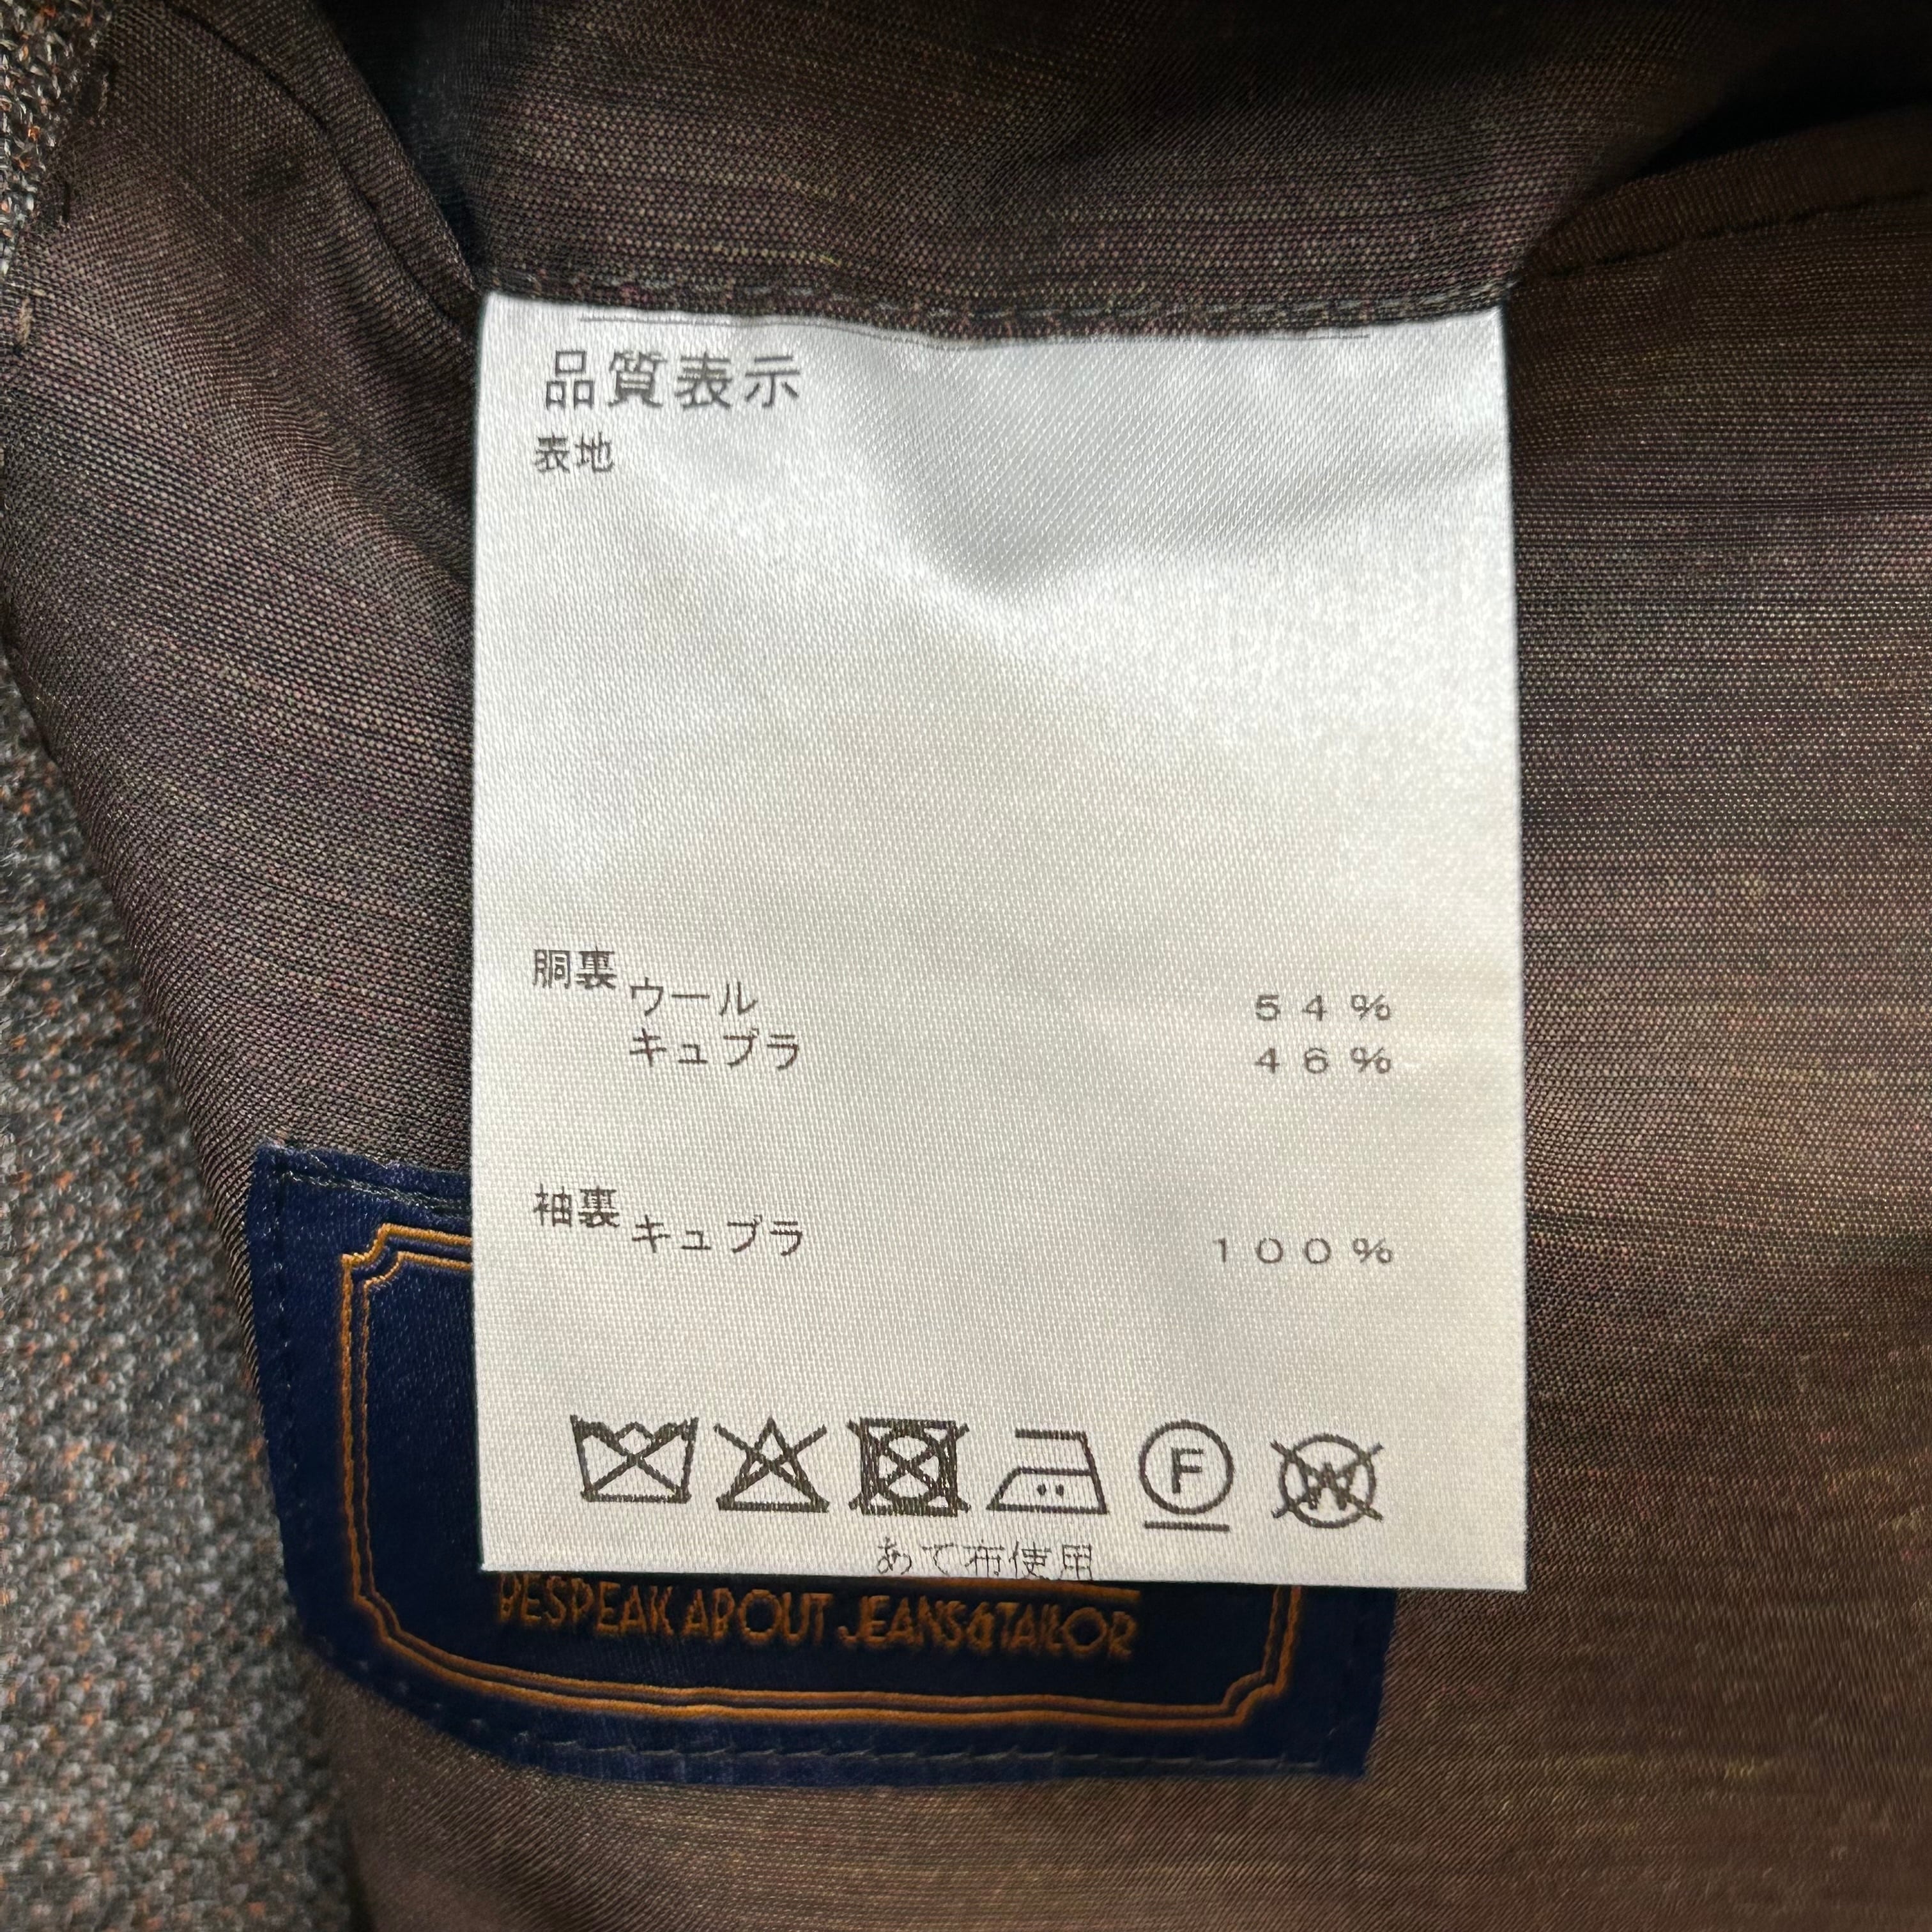 品質表示
表地
胴裏 ウール 54%
キュプラ 46%
袖裏 キュプラ 100%
F W
あて布使用
BESPEAK ABOUT JEANS&TAILOR